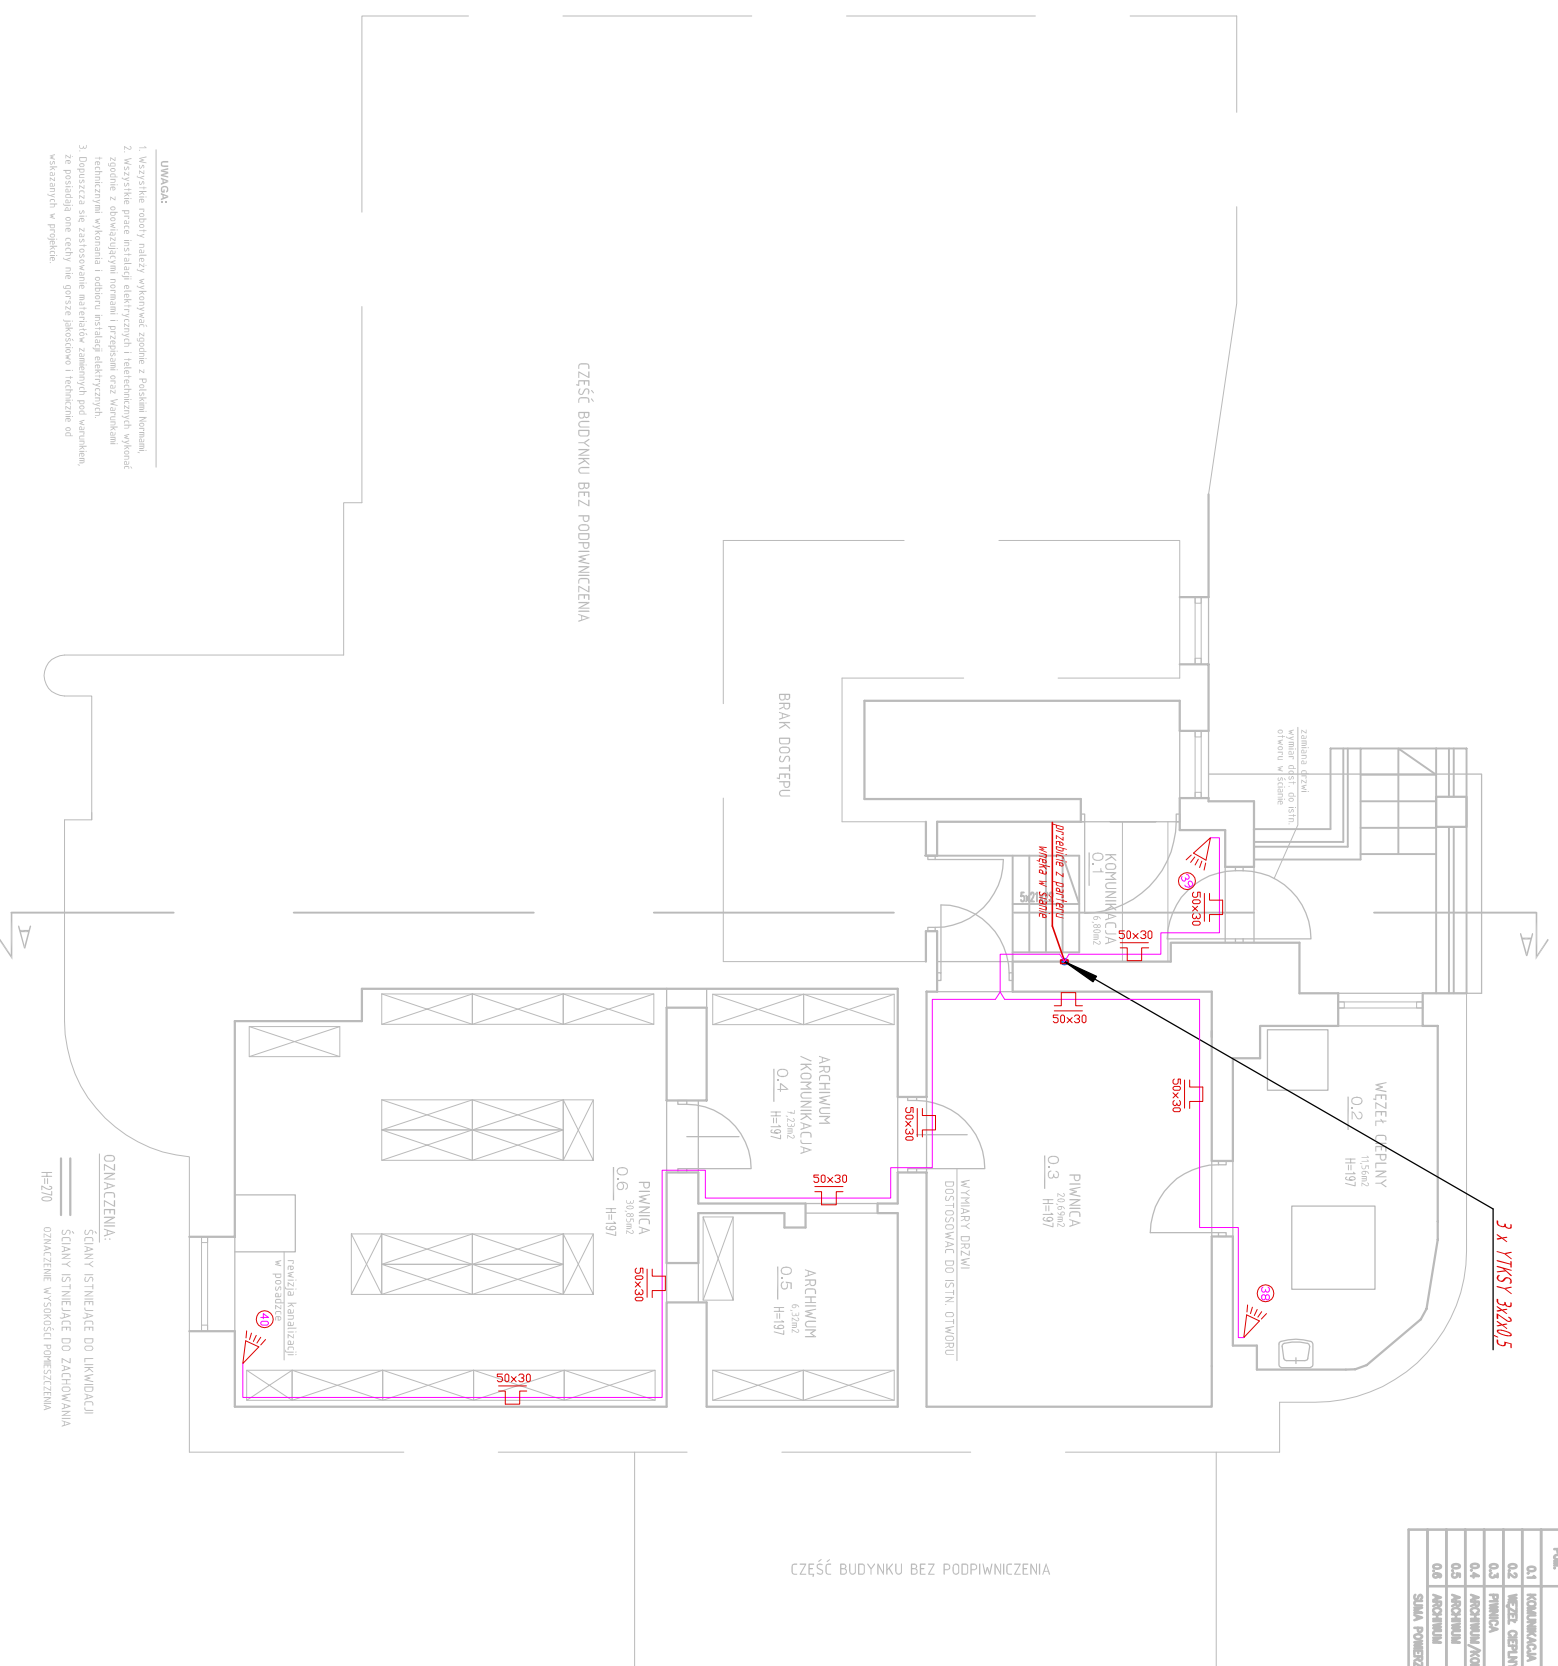 UWAGA:
1. Wszystkie roboty należy wykonywać zgodnie z Polskimi Normami,
2. Wszystkie prace instalacji elektrycznych i teletechnicznych wykonać
zgodnie z obowiązującymi normami i przepisami oraz Warunkami
technicznymi wykonania i odbioru instalacji elektrycznych.
3. Dopuszcza się zastosowanie materiałów zamiennych pod warunkiem,
że posiadają one cechy nie gorsze jakościowo i technicznie od
wskazanych w projekcie.
CZĘŚĆ BUDYNKU BEZ PODPIWNICZENIA
BRAK DOSTĘPU
zamiana drzwi
wymiar dost. do istn.
otworu w ścianie
przebicie z parteru
wnęka w ścianie
KOMUNIKACJA
0.1 6,80m2
39
50x30
50x30
50x30
50x30
50x30
50x30
50x30
50x30
A
A
WĘZEŁ CIEPLNY
0.2 11,56m2
H=197
PIWNICA
0.3 20,69m2
H=197
WYMIARY DRZWI
DOSTOSOWAĆ DO ISTN. OTWORU
ARCHIWUM
/KOMUNIKACJA
0.4 7,23m2
H=197
ARCHIWUM
0.5 6,32m2
H=197
PIWNICA
0.6 30,85m2
H=197
38
40
3 x YTKSY 3x2x0,5
rewizja kanalizacji
w posadzce
OZNACZENIA:
ŚCIANY ISTNIEJĄCE DO LIKWIDACJI
ŚCIANY ISTNIEJĄCE DO ZACHOWANIA
H=270 OZNACZENIE WYSOKOŚCI POMIESZCZENIA
CZĘŚĆ BUDYNKU BEZ PODPIWNICZENIA
0.1 KOMUNIKACJA
0.2 WĘZEŁ CIEPLNY
0.3 PIWNICA
0.4 ARCHIWUM/KO
0.5 ARCHIWUM
0.6 ARCHIWUM
SUMA POWIERZ